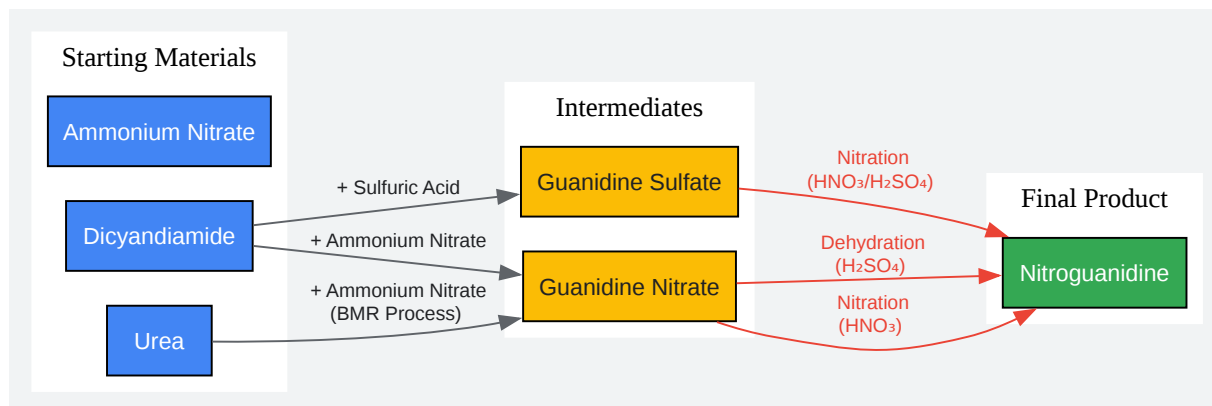 Starting Materials
Ammonium Nitrate
Dicyandiamide
Urea
+ Sulfuric Acid
+ Ammonium Nitrate
+ Ammonium Nitrate
(BMR Process)
Intermediates
Guanidine Sulfate
Guanidine Nitrate
Nitration
(HNO₃/H₂SO₄)
Dehydration
(H₂SO₄)
Nitration
(HNO₃)
Final Product
Nitroguanidine